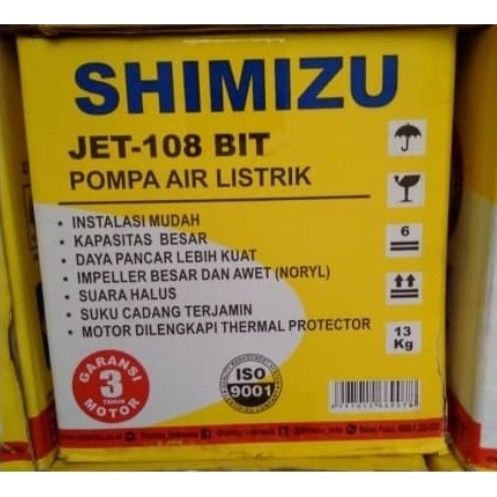 SHIMIZU
JET-108 BIT
POMPA AIR LISTRIK
• INSTALASI MUDAH
• KAPASITAS BESAR
• DAYA PANCAR LEBIH KUAT
• IMPELLER BESAR DAN AWET (NORYL)
• SUARA HALUS
• SUKU CADANG TERJAMIN
• MOTOR DILENGKAPI THERMAL PROTECTOR
6
13
Kg
GARANSI
3
TAHUN
MOTOR
ISO
9001